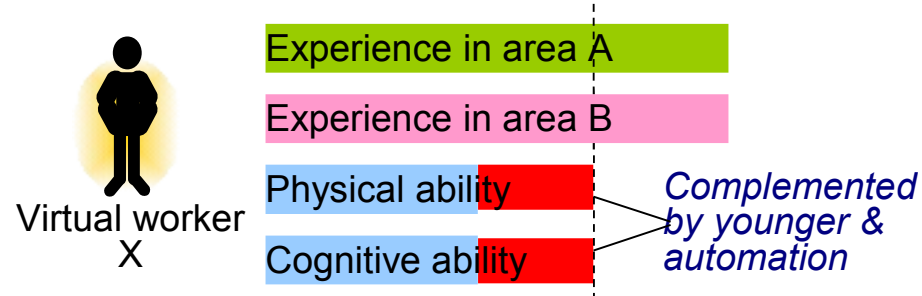 Experience in area A
Experience in area B
Physical ability
Cognitive ability
Virtual worker
X
Complemented
by younger &
automation